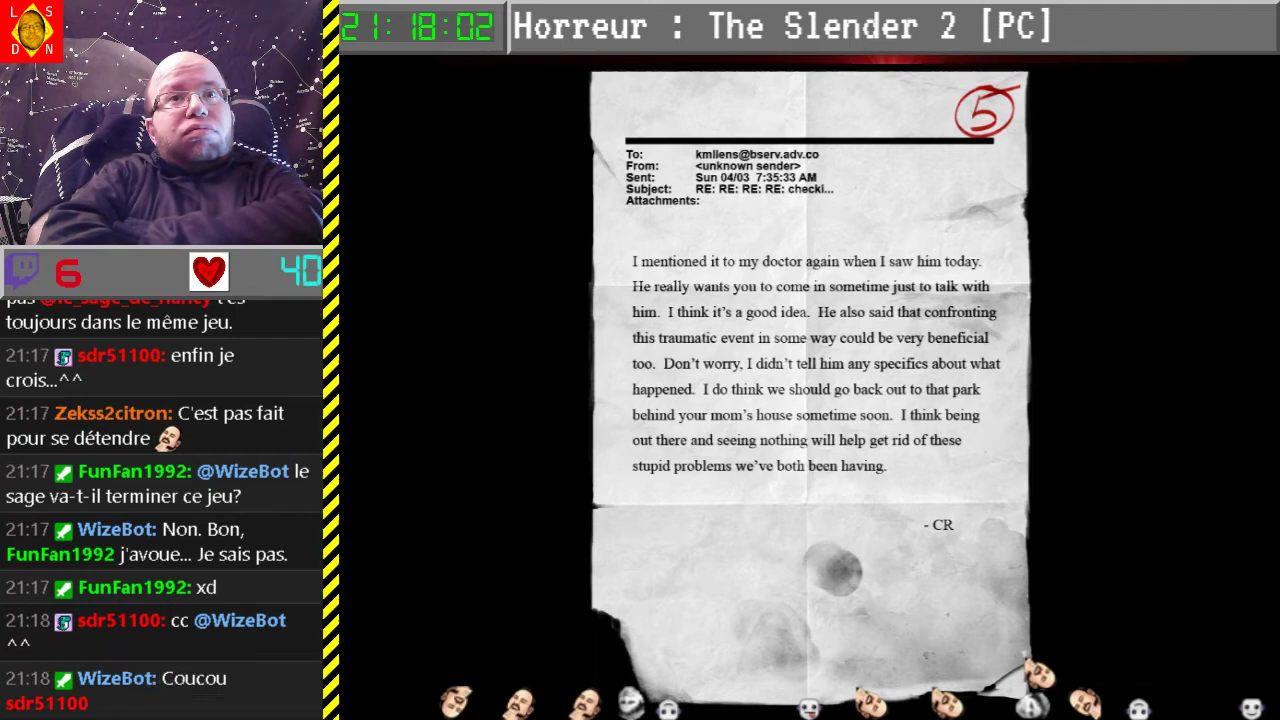 L S
D N
21:18:02
Horreur : The Slender 2 [PC]
6
40
pas @le_sage_de_nancy t'es
toujours dans le même jeu.
21:17 sdr51100: enfin je
crois...^^
21:17 Zekss2citron: C'est pas fait
pour se détendre
21:17 FunFan1992: @WizeBot le
sage va-t-il terminer ce jeu?
21:17 WizeBot: Non. Bon,
FunFan1992 j'avoue... Je sais pas.
21:17 FunFan1992: xd
21:18 sdr51100: cc @WizeBot
^^
21:18 WizeBot: Coucou
sdr51100
5
To: kmliens@bserv.adv.co
From: <unknown sender>
Sent: Sun 04/03 7:35:33 AM
Subject: RE: RE: RE: RE: checki...
Attachments:
I mentioned it to my doctor again when I saw him today.
He really wants you to come in sometime just to talk with
him. I think it's a good idea. He also said that confronting
this traumatic event in some way could be very beneficial
too. Don't worry, I didn't tell him any specifics about what
happened. I do think we should go back out to that park
behind your mom's house sometime soon. I think being
out there and seeing nothing will help get rid of these
stupid problems we've both been having.
- CR